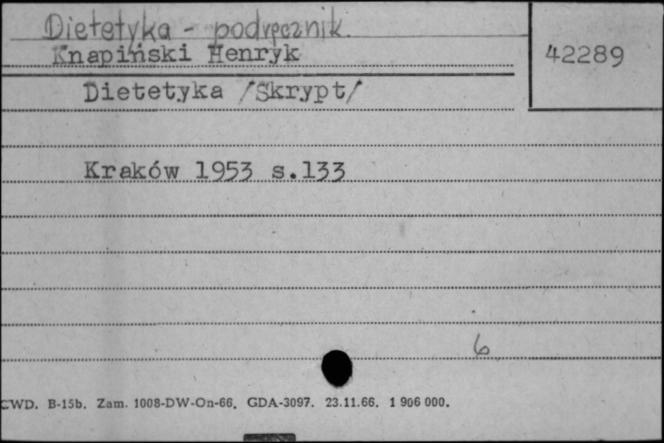 Dietetyka - podręcznik.
Knapiński Henryk
42289
Dietetyka /Skrypt/
Kraków 1953 s.133
6
CWD. B-15b. Zam. 1008-DW-On-66. GDA-3097. 23.11.66. 1 906 000.